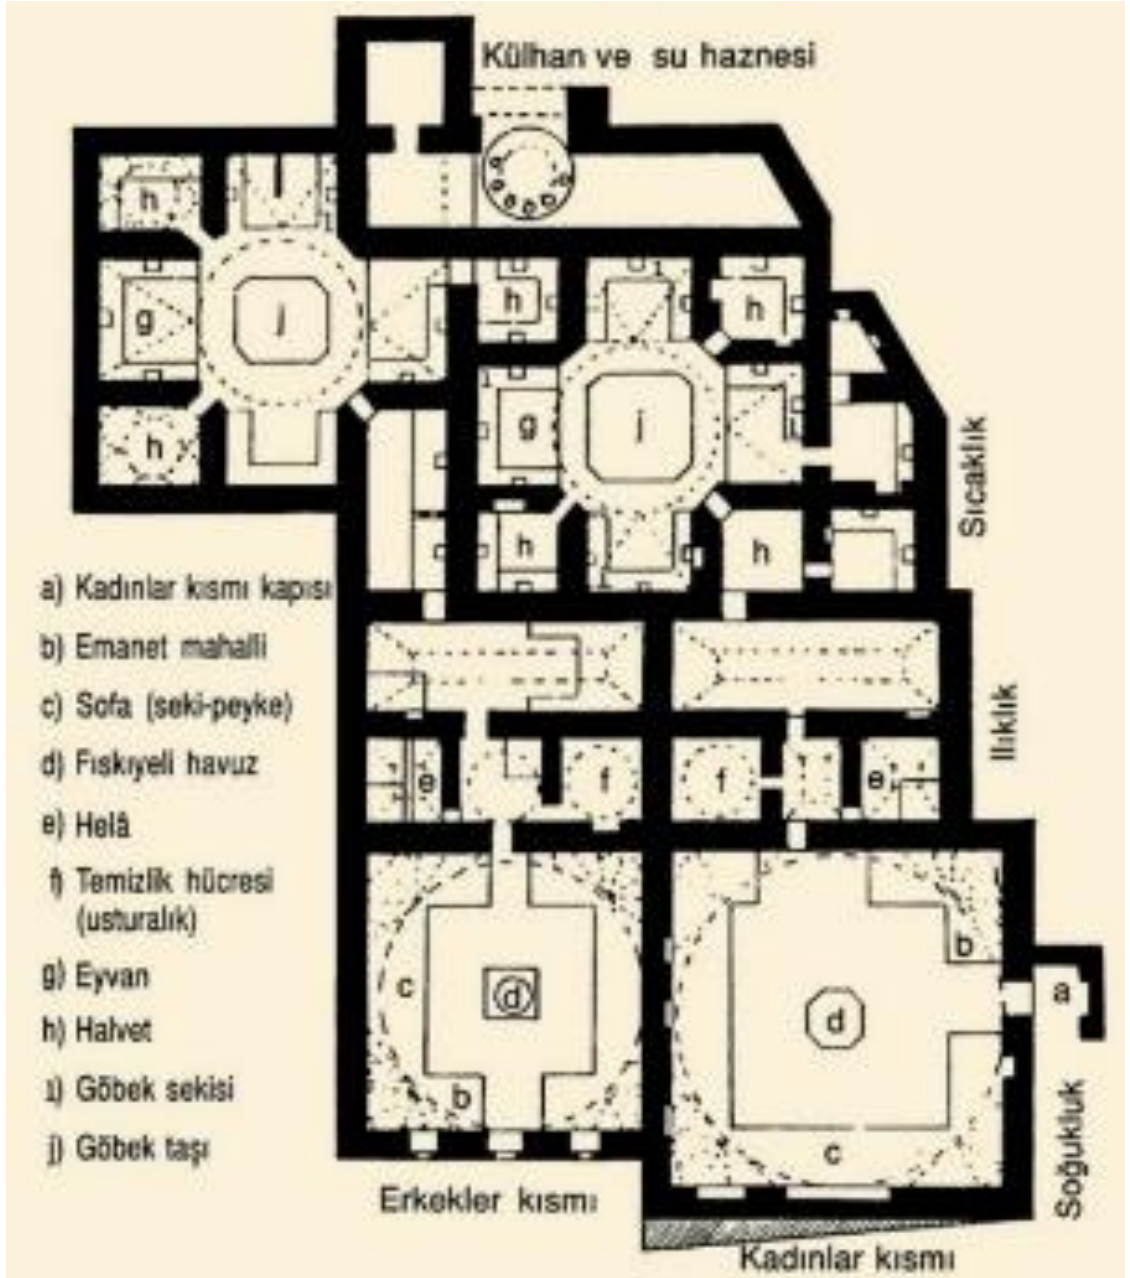 Külhan ve su haznesi
h
g
j
h
h
h
g
j
h
h
Sıcaklık
a) Kadınlar kısmı kapısı
b) Emanet mahalli
c) Sofa (seki-peyke)
d) Fıskıyeli havuz
e) Helâ
f) Temizlik hücresi
(usturalık)
g) Eyvan
h) Halvet
ı) Göbek sekisi
j) Göbek taşı
Ilıklık
e
f
f
e
c
d
b
b
a
d
c
Soğukluk
Erkekler kısmı
Kadınlar kısmı